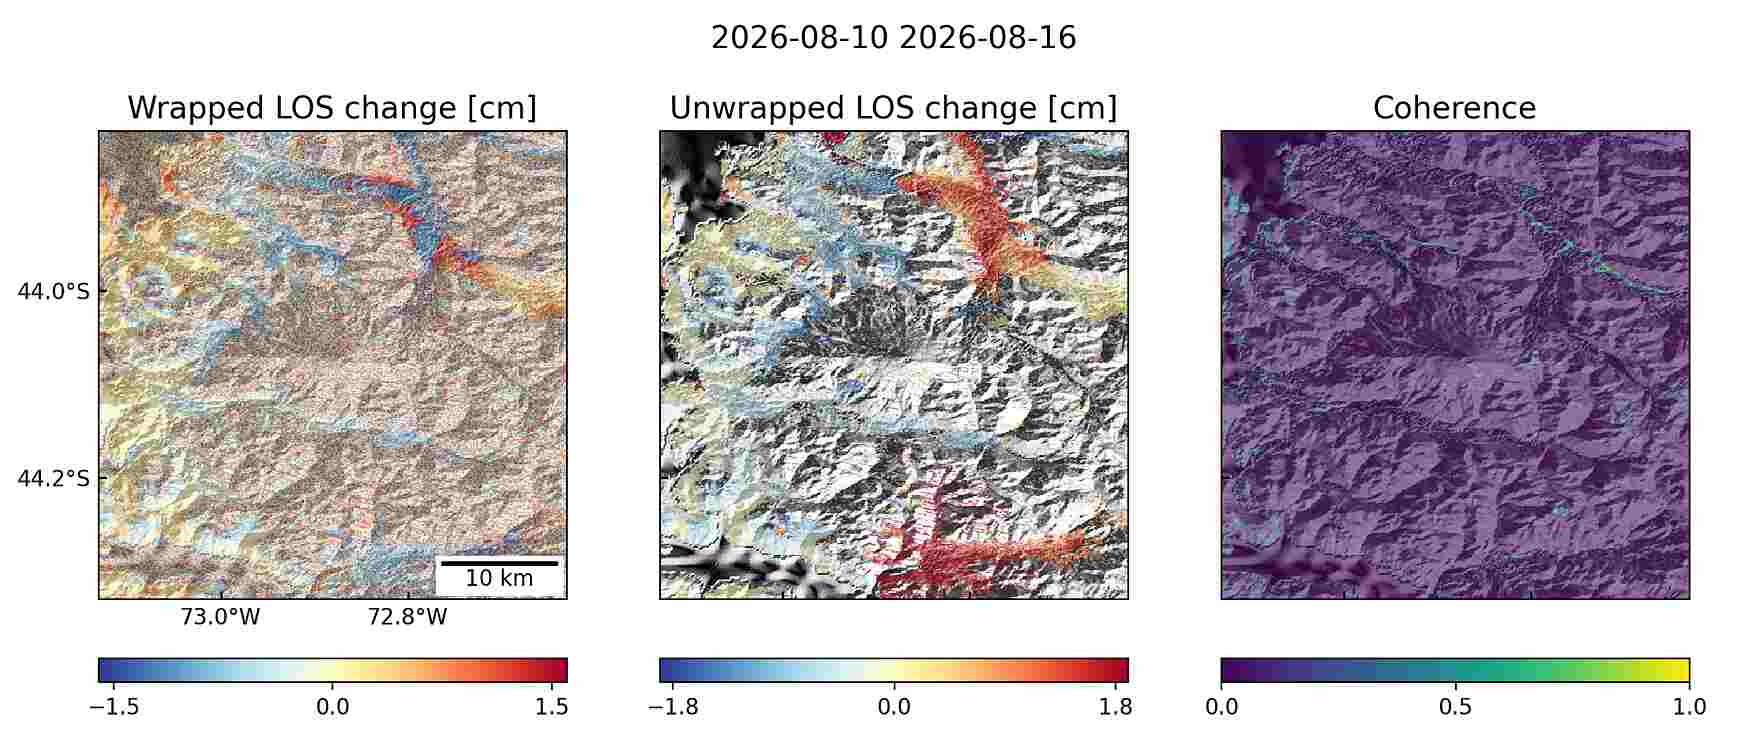 2026-08-10 2026-08-16
Wrapped LOS change [cm]
Unwrapped LOS change [cm]
Coherence
44.0°S
44.2°S
10 km
73.0°W
72.8°W
−1.5
0.0
1.5
−1.8
0.0
1.8
0.0
0.5
1.0